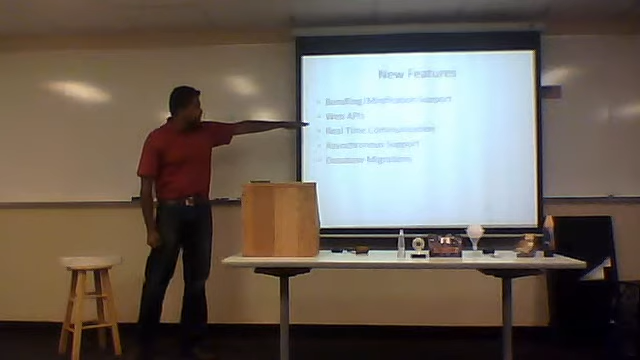 New Features
Bundling /Minification Support
Web APIs
Real Time Communication
Asynchronous Support
Database Migrations